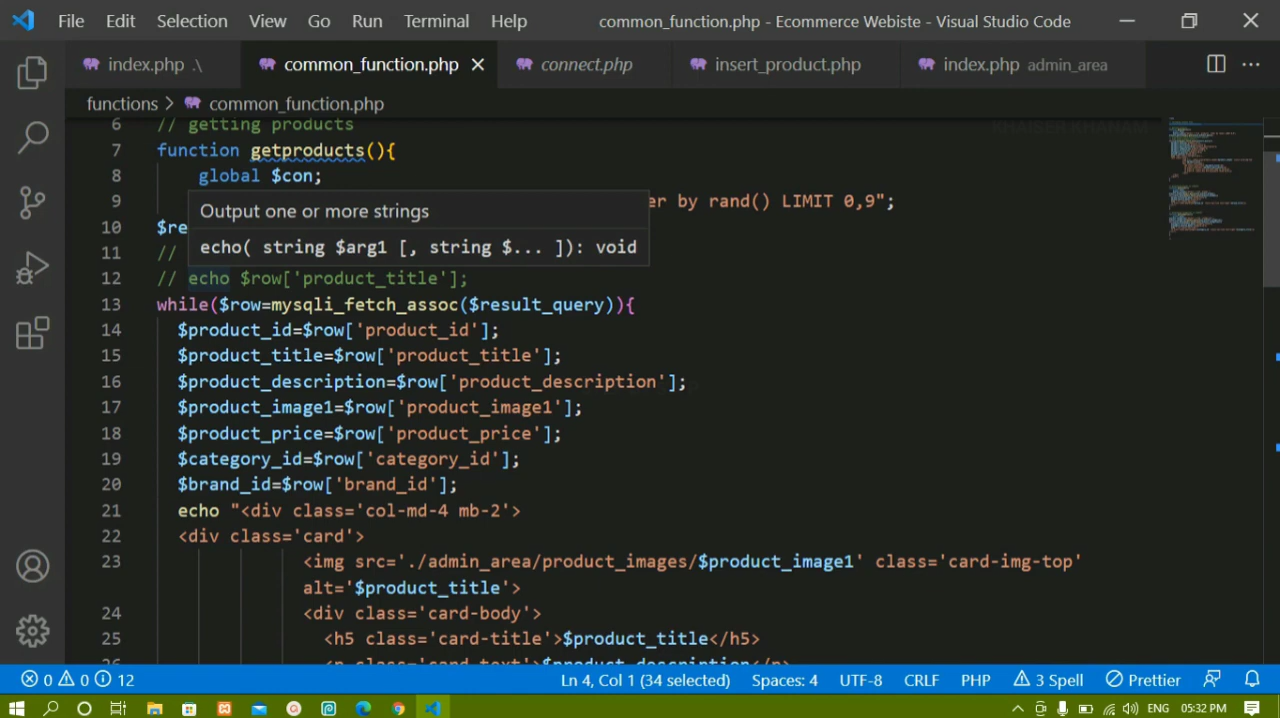 File Edit Selection View Go Run Terminal Help common_function.php - Ecommerce Webiste - Visual Studio Code
index.php .\ common_function.php connect.php insert_product.php index.php admin_area
functions > common_function.php
KHAISER KHANAM
6 // getting products
7 function getproducts(){
8 global $con;
9 er by rand() LIMIT 0,9";
Output one or more strings
10 $re
echo( string $arg1 [, string $... ]): void
11 //
12 // echo $row['product_title'];
13 while($row=mysqli_fetch_assoc($result_query)){
14 $product_id=$row['product_id'];
15 $product_title=$row['product_title'];
16 $product_description=$row['product_description'];
17 $product_image1=$row['product_image1'];
18 $product_price=$row['product_price'];
19 $category_id=$row['category_id'];
20 $brand_id=$row['brand_id'];
21 echo "<div class='col-md-4 mb-2'>
22 <div class='card'>
23 <img src='./admin_area/product_images/$product_image1' class='card-img-top'
alt='$product_title'>
24 <div class='card-body'>
25 <h5 class='card-title'>$product_title</h5>
26 <p class='card-text'>$product_description</p>
0 0 12 Ln 4, Col 1 (34 selected) Spaces: 4 UTF-8 CRLF PHP 3 Spell Prettier
ENG 05:32 PM